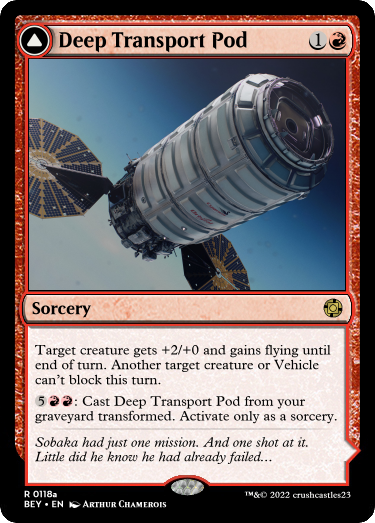 Deep Transport Pod 1
Sorcery
Target creature gets +2/+0 and gains flying until
end of turn. Another target creature or Vehicle
can't block this turn.
5: Cast Deep Transport Pod from your
graveyard transformed. Activate only as a sorcery.
Sobaka had just one mission. And one shot at it.
Little did he know he had already failed...
R 0118a
BEY • EN Arthur Chamerois
™&© 2022 crushcastles23